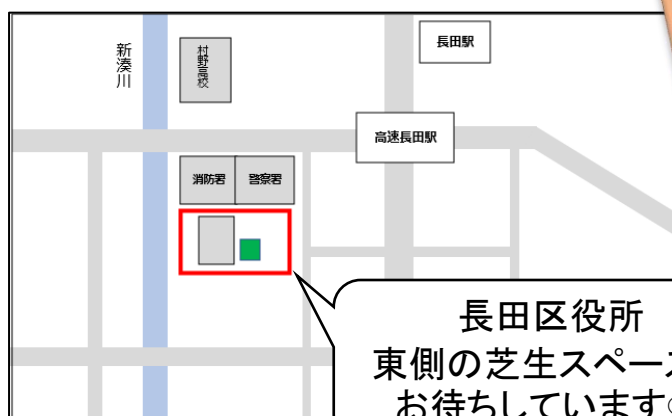 新湊川
村野高校
長田駅
高速長田駅
消防署
警察署
長田区役所
東側の芝生スペース
お待ちしています